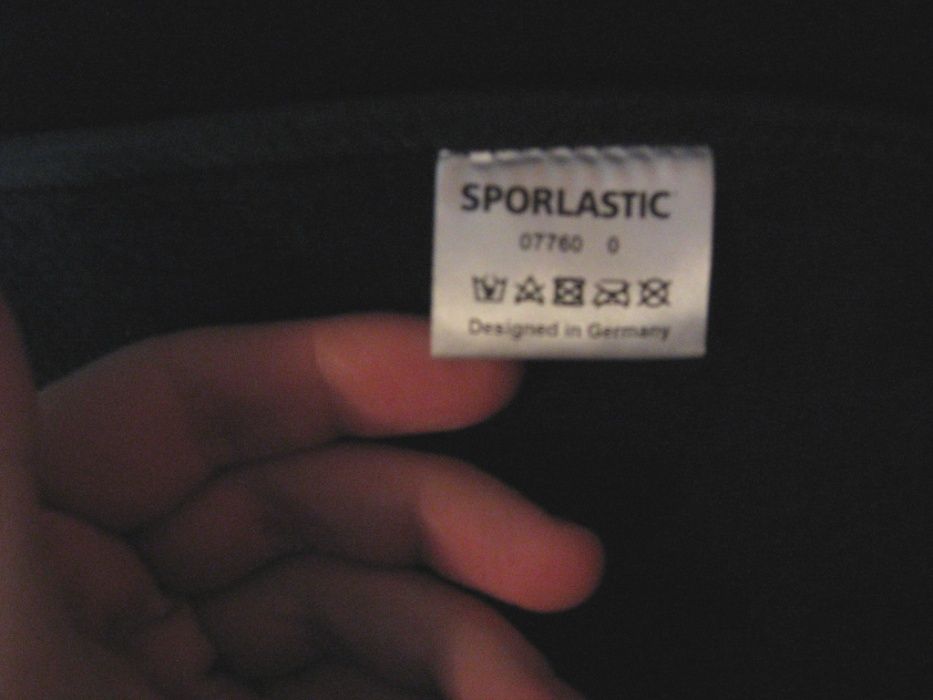 SPORLASTIC
07760 0
Designed in Germany